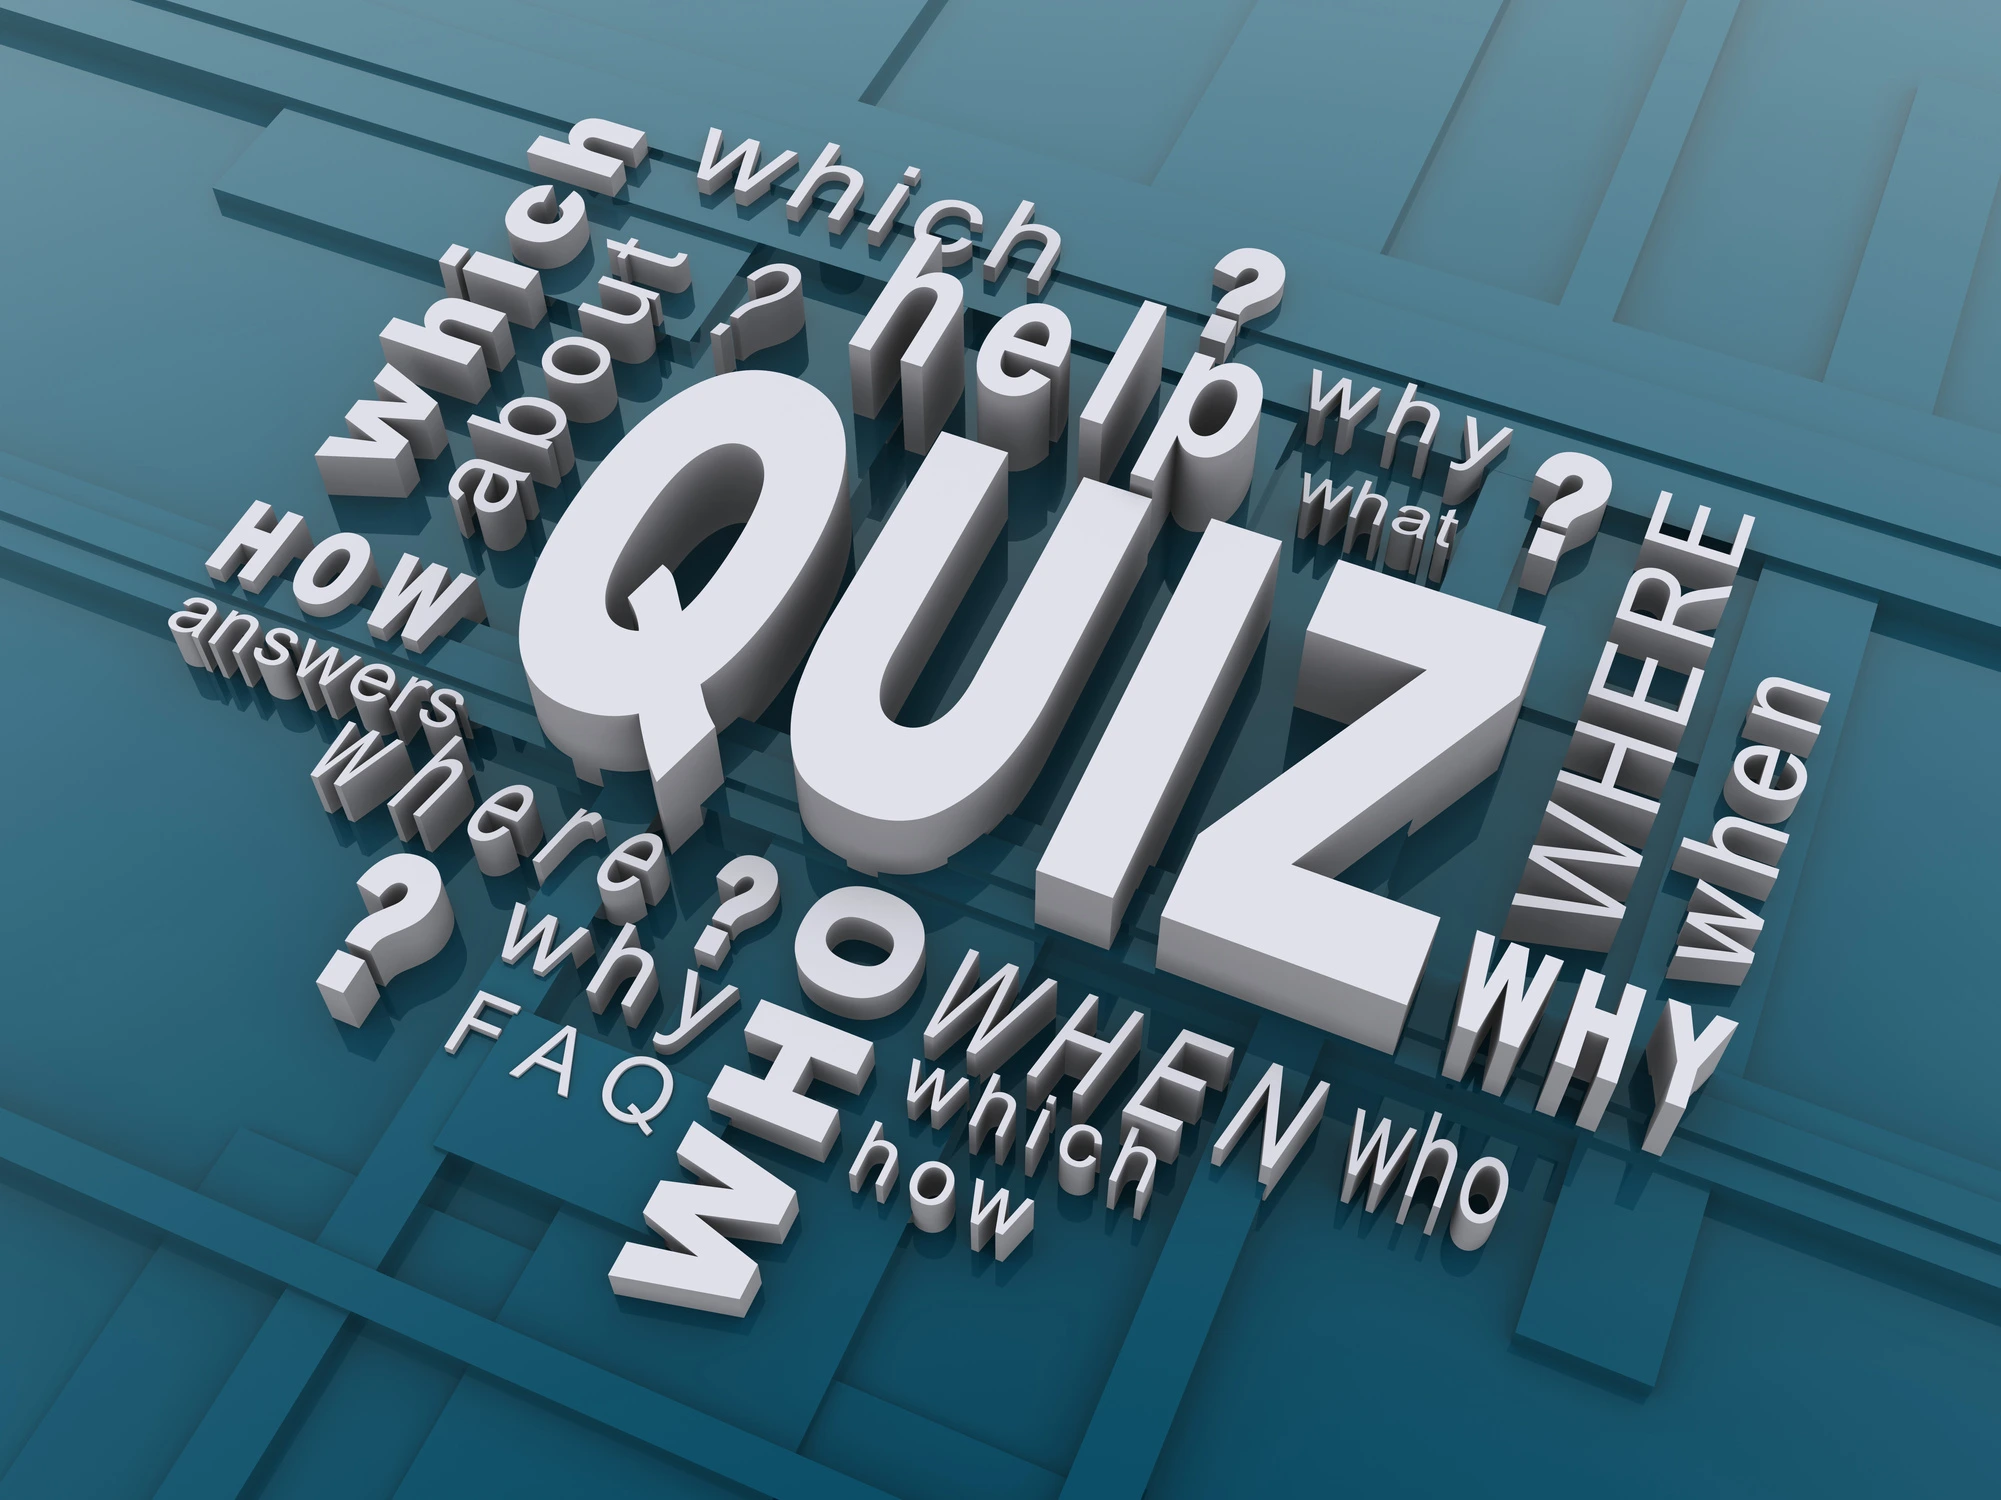 which
which
about
?
help
?
why
what
?
HOW
answers
QUIZ
WHERE
when
where
?
why
?
FAQ
WHO
WHEN
WHY
which
how
who